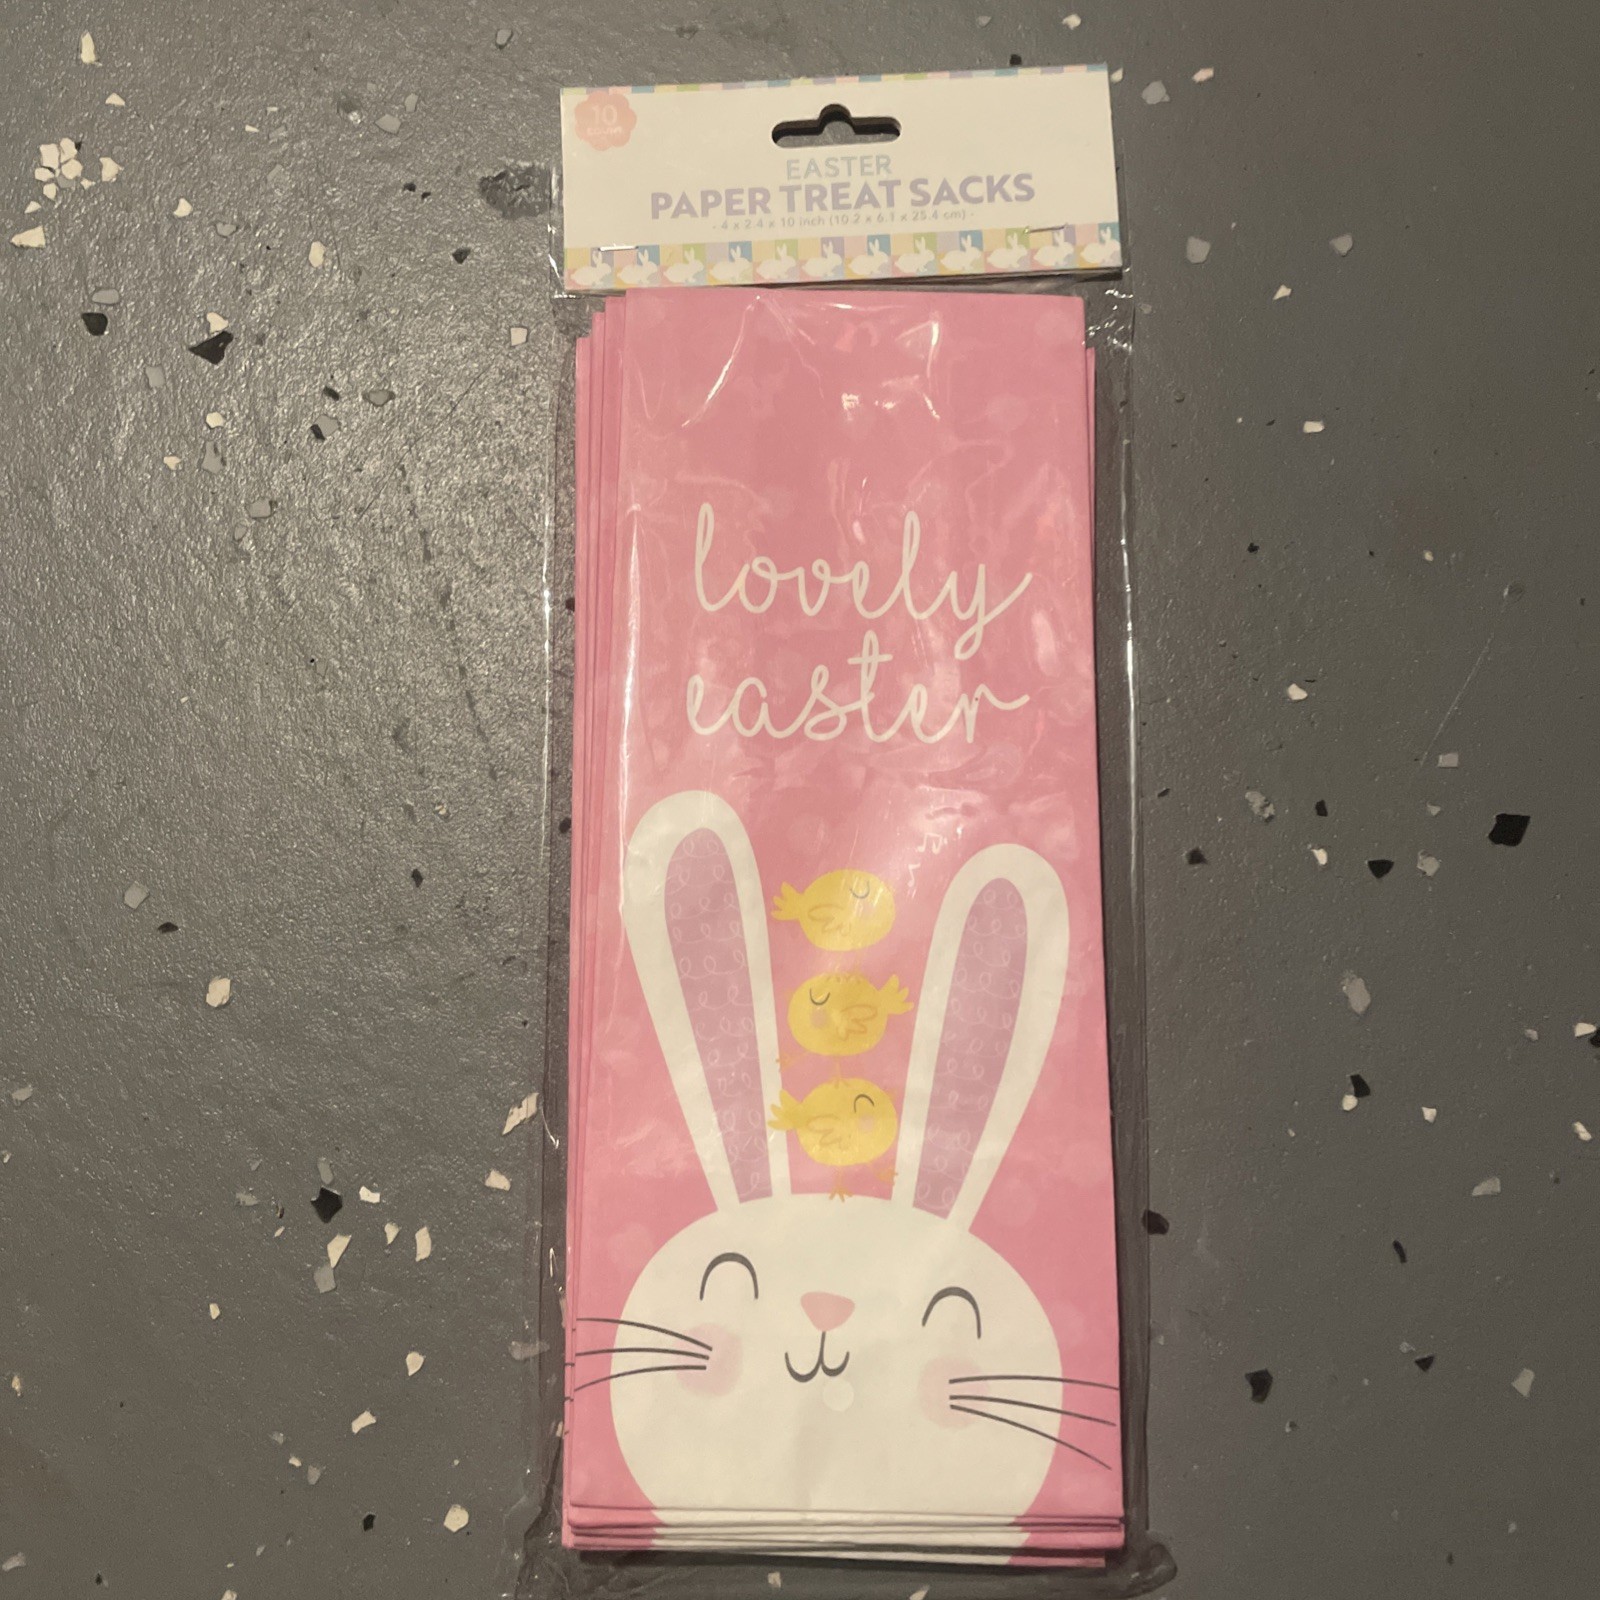 10
COUNT
EASTER
PAPER TREAT SACKS
- 4 x 2.4 x 10 inch (10.2 x 6.1 x 25.4 cm) -
lovely
easter